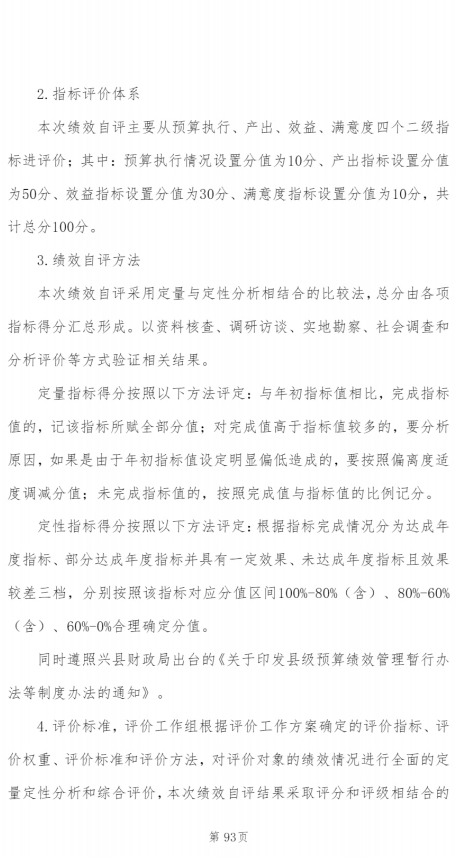 2.指标评价体系
本次绩效自评主要从预算执行、产出、效益、满意度四个二级指
标进评价；其中：预算执行情况设置分值为10分、产出指标设置分值
为50分、效益指标设置分值为30分、满意度指标设置分值为10分，共
计总分100分。
3.绩效自评方法
本次绩效自评采用定量与定性分析相结合的比较法，总分由各项
指标得分汇总形成。以资料核查、调研访谈、实地勘察、社会调查和
分析评价等方式验证相关结果。
定量指标得分按照以下方法评定：与年初指标值相比，完成指标
值的，记该指标所赋全部分值；对完成值高于指标值较多的，要分析
原因，如果是由于年初指标值设定明显偏低造成的，要按照偏离度适
度调减分值；未完成指标值的，按照完成值与指标值的比例记分。
定性指标得分按照以下方法评定：根据指标完成情况分为达成年
度指标、部分达成年度指标并具有一定效果、未达成年度指标且效果
较差三档，分别按照该指标对应分值区间100%-80%（含）、80%-60%
（含）、60%-0%合理确定分值。
同时遵照兴县财政局出台的《关于印发县级预算绩效管理暂行办
法等制度办法的通知》。
4.评价标准，评价工作组根据评价工作方案确定的评价指标、评
价权重、评价标准和评价方法，对评价对象的绩效情况进行全面的定
量定性分析和综合评价，本次绩效自评结果采取评分和评级相结合的
第 93页